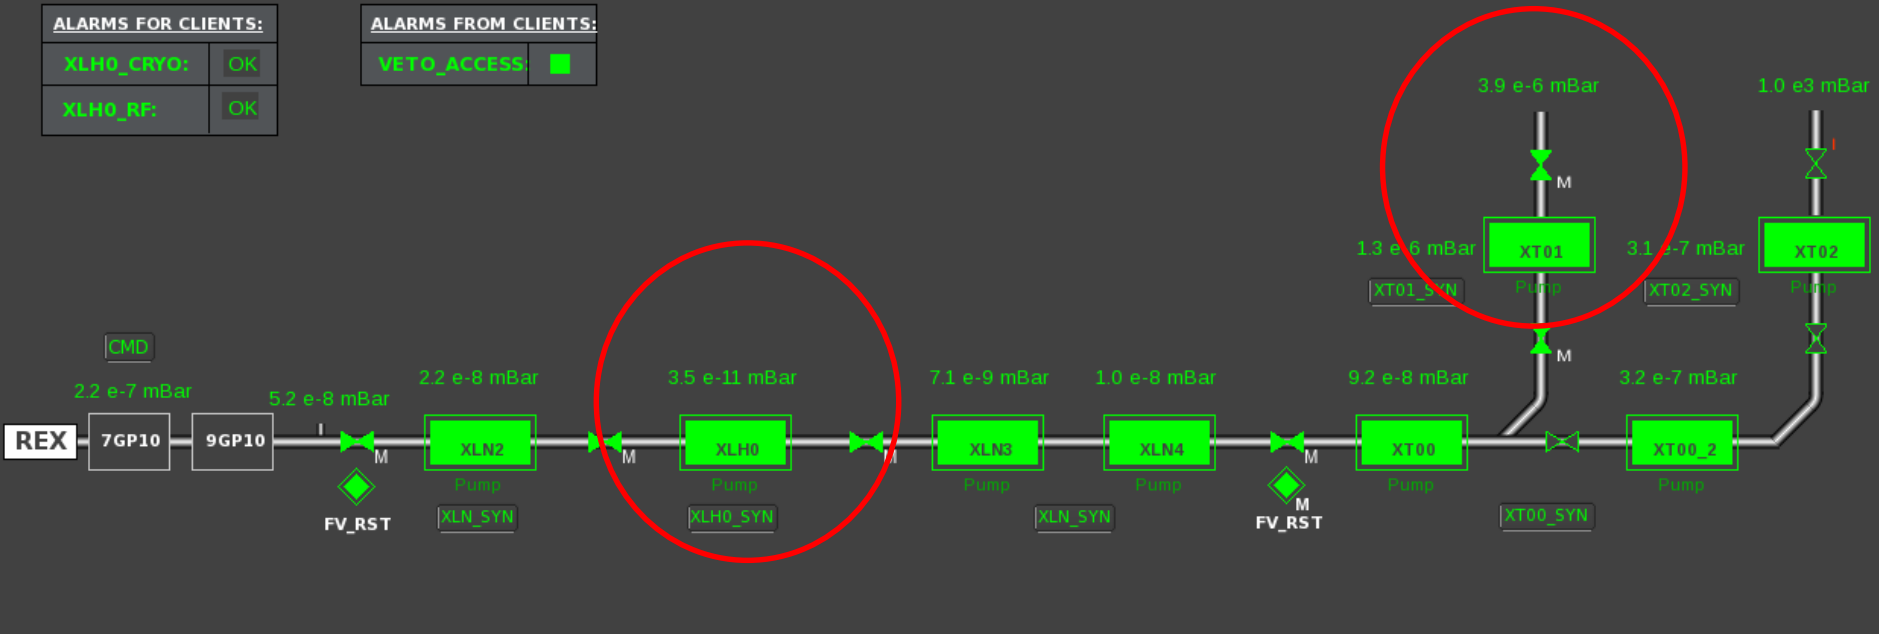 ALARMS FOR CLIENTS:
XLH0_CRYO: OK
XLH0_RF: OK
ALARMS FROM CLIENTS:
VETO_ACCESS:
3.9 e-6 mBar
1.0 e3 mBar
M
I
1.3 e-6 mBar
XT01
3.1 e-7 mBar
XT02
XT01_SYN
Pump
XT02_SYN
Pump
M
CMD
2.2 e-7 mBar
5.2 e-8 mBar
2.2 e-8 mBar
3.5 e-11 mBar
7.1 e-9 mBar
1.0 e-8 mBar
9.2 e-8 mBar
3.2 e-7 mBar
REX
7GP10
9GP10
M
XLN2
M
XLH0
M
XLN3
XLN4
M
XT00
XT00_2
Pump
Pump
Pump
Pump
Pump
Pump
FV_RST
XLN_SYN
XLH0_SYN
XLN_SYN
M
FV_RST
XT00_SYN